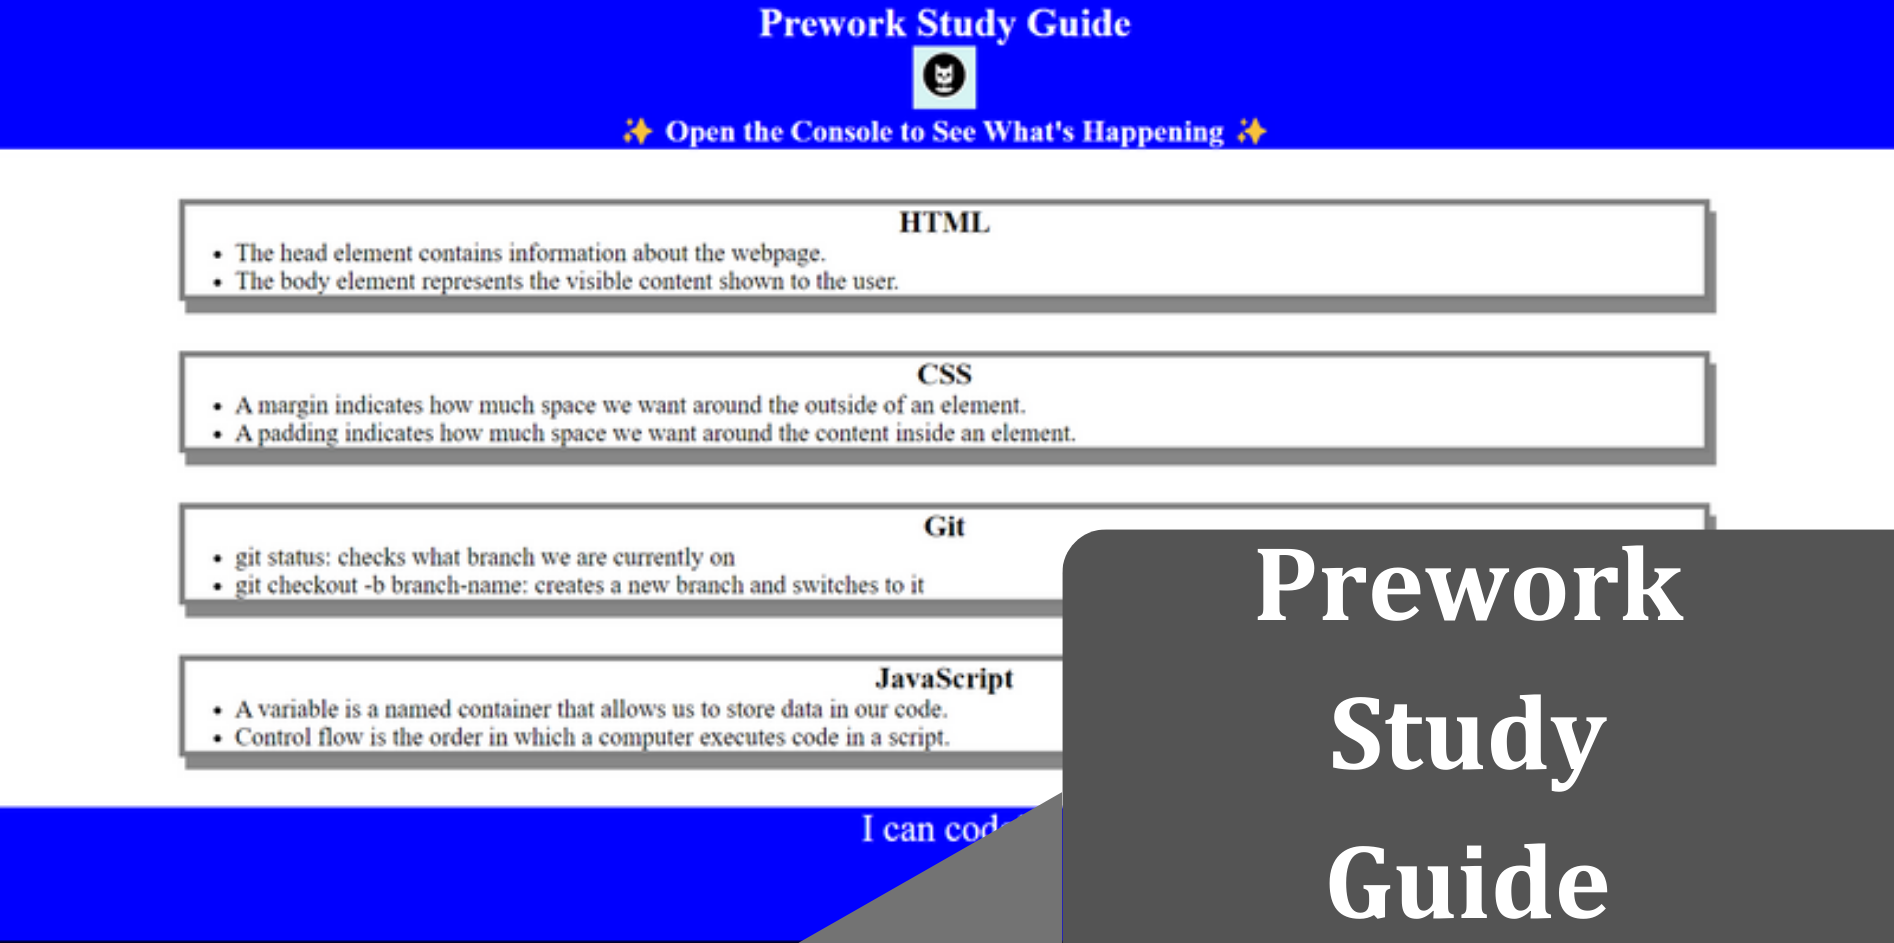 Prework Study Guide
✨ Open the Console to See What's Happening ✨
HTML
• The head element contains information about the webpage.
• The body element represents the visible content shown to the user.
CSS
• A margin indicates how much space we want around the outside of an element.
• A padding indicates how much space we want around the content inside an element.
Git
• git status: checks what branch we are currently on
• git checkout -b branch-name: creates a new branch and switches to it
JavaScript
• A variable is a named container that allows us to store data in our code.
• Control flow is the order in which a computer executes code in a script.
I can code
Prework
Study
Guide